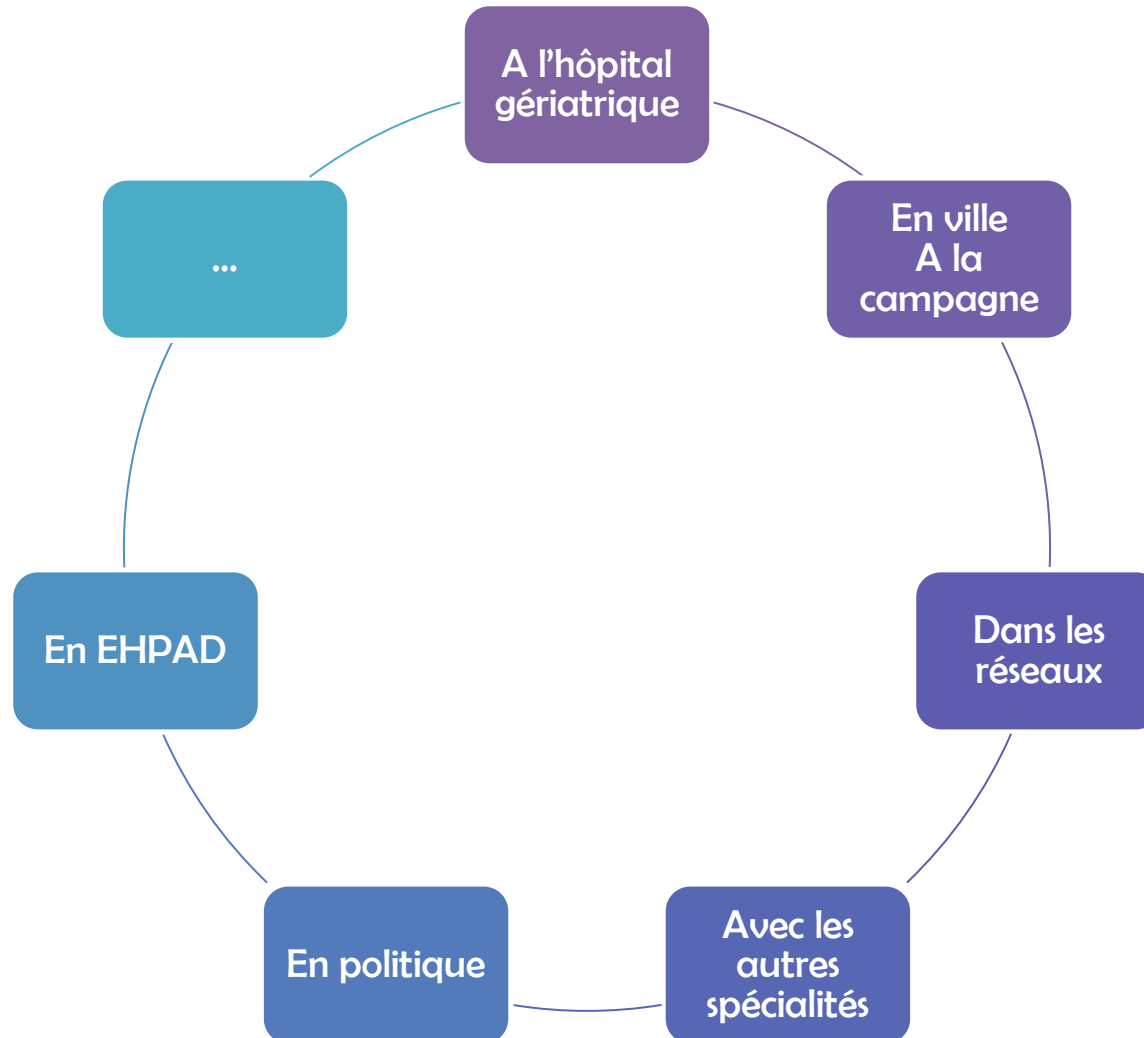 A l’hôpital
gériatrique
En ville
A la
campagne
Dans les
réseaux
Avec les
autres
spécialités
En politique
En EHPAD
...